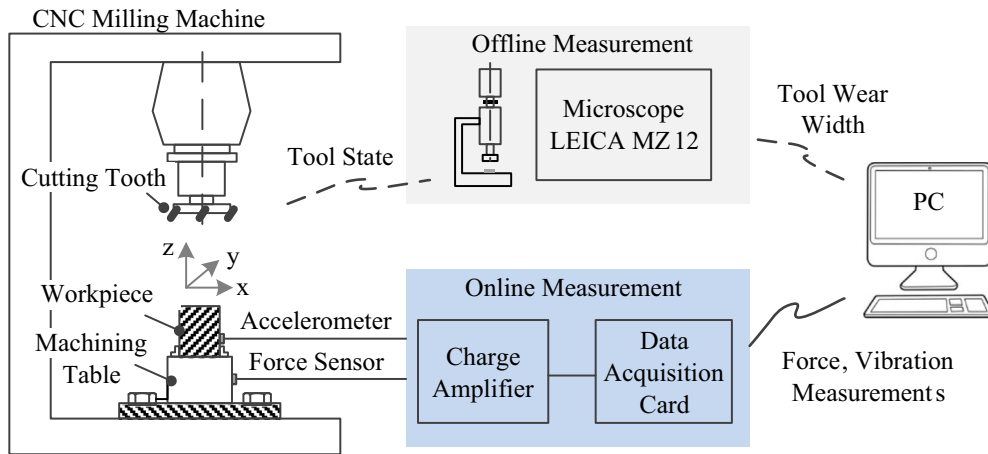 CNC Milling Machine
Offline Measurement
Microscope
LEICA MZ 12
Tool Wear
Width
Tool State
Cutting Tooth
PC
z
y
x
Workpiece
Online Measurement
Accelerometer
Machining
Table
Force Sensor
Charge
Amplifier
Data
Acquisition
Card
Force, Vibration
Measurements